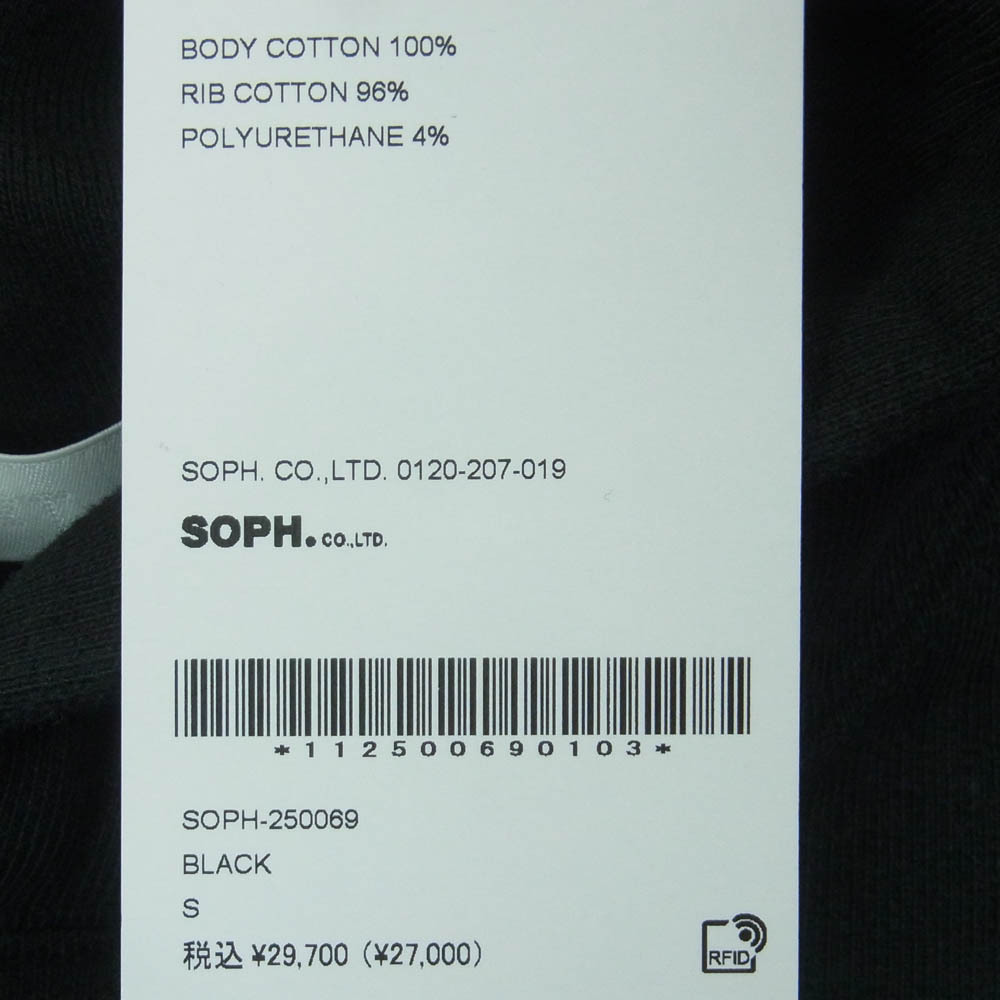 BODY COTTON 100%
RIB COTTON 96%
POLYURETHANE 4%
SOPH. CO.,LTD. 0120-207-019
SOPH. CO.,LTD.
*112500690103*
SOPH-250069
BLACK
S
税込 ¥29,700 (¥27,000)
RFID